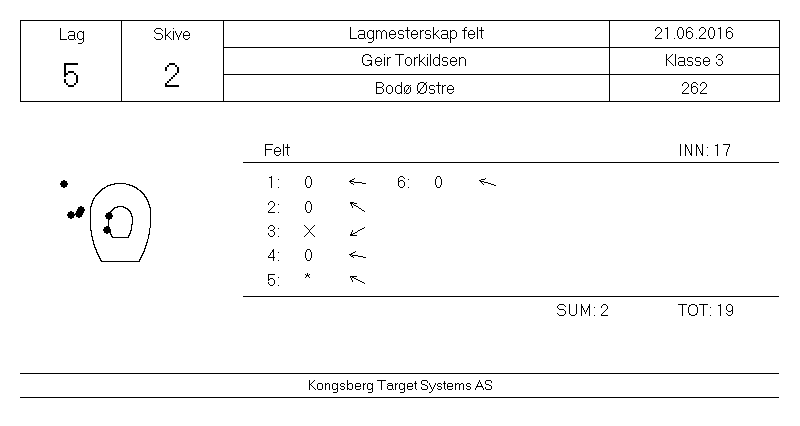 Lag Skive Lagmesterskap felt 21.06.2016
5 2 Geir Torkildsen Klasse 3
Bodø Østre 262
Felt INN: 17
1: 0 6: 0
2: 0
3: X
4: 0
5: *
SUM: 2 TOT: 19
Kongsberg Target Systems AS